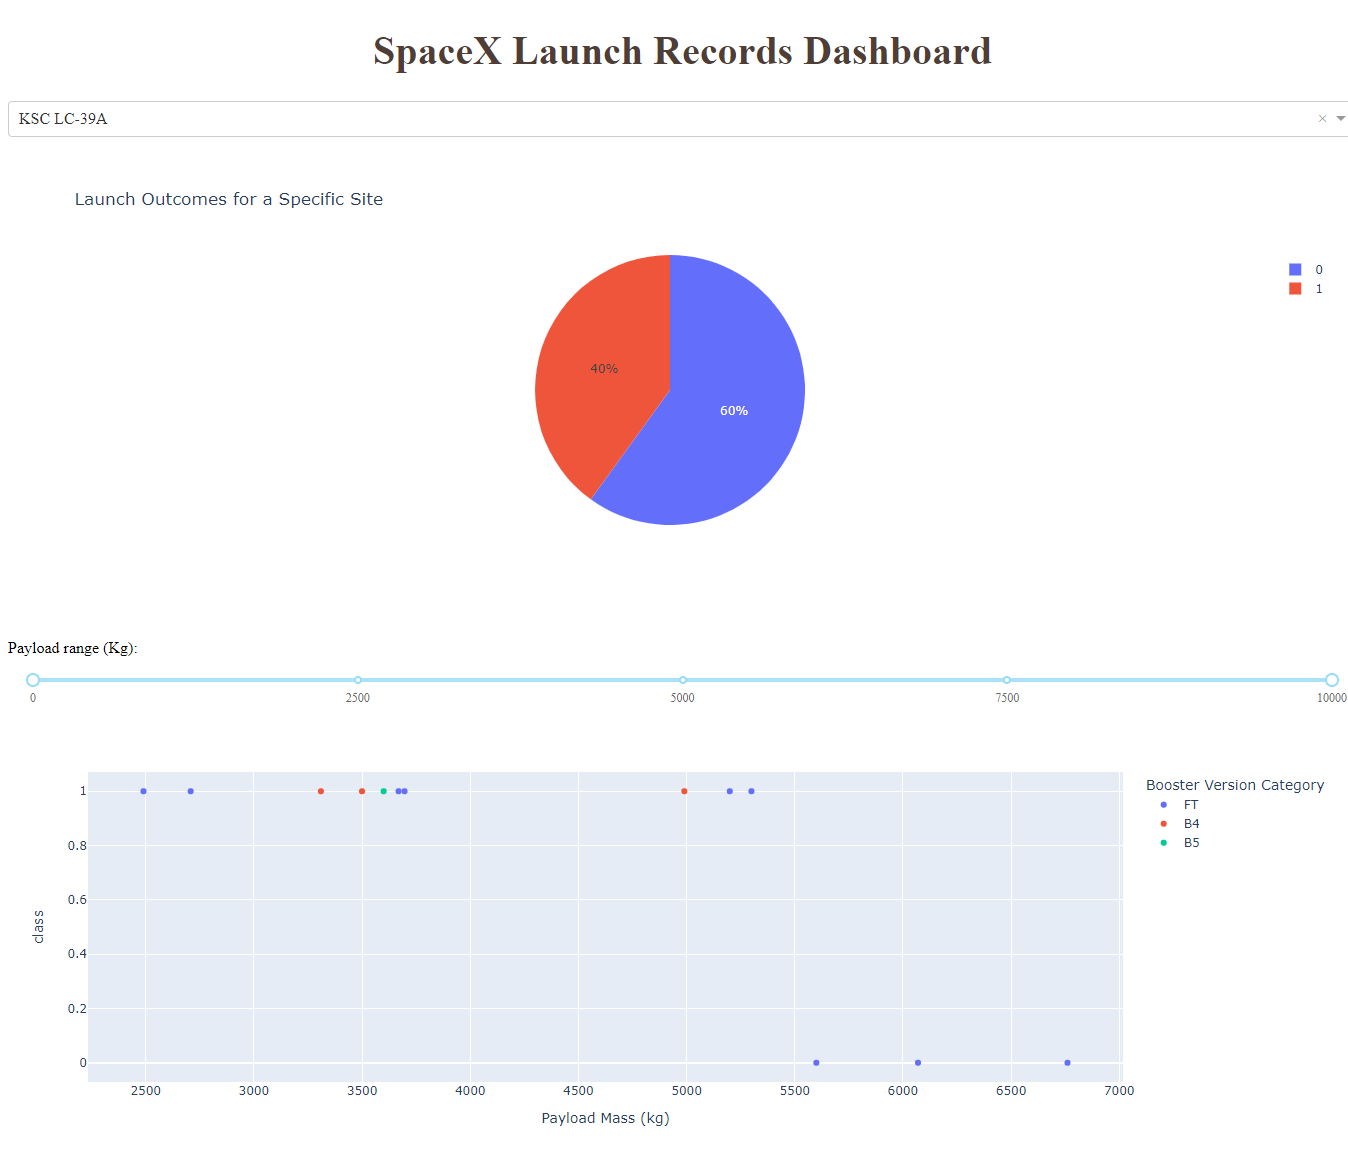 SpaceX Launch Records Dashboard
KSC LC-39A
×
Launch Outcomes for a Specific Site
0
1
40%
60%
Payload range (Kg):
0 2500 5000 7500 10000
Booster Version Category
FT
B4
B5
1
0.8
0.6
0.4
0.2
0
class
2500 3000 3500 4000 4500 5000 5500 6000 6500 7000
Payload Mass (kg)